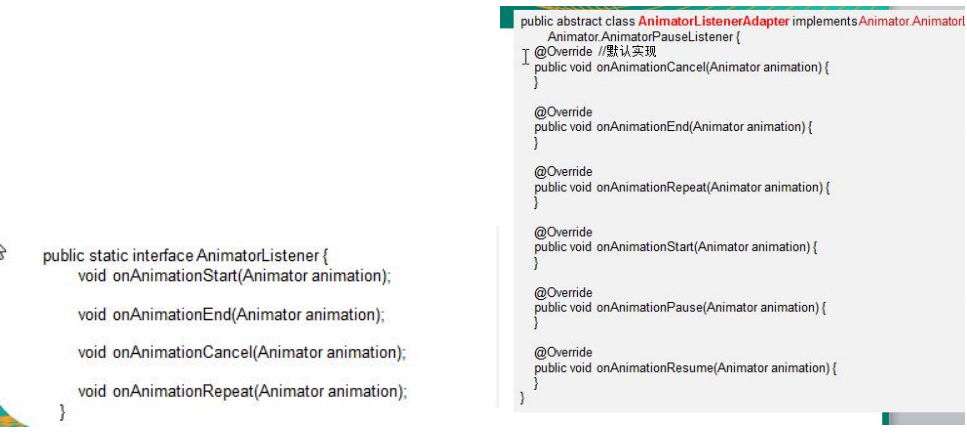 public static interface AnimatorListener {
void onAnimationStart(Animator animation);
void onAnimationEnd(Animator animation);
void onAnimationCancel(Animator animation);
void onAnimationRepeat(Animator animation);
}
public abstract class AnimatorListenerAdapter implements Animator.AnimatorL
Animator.AnimatorPauseListener {
@Override //默认实现
public void onAnimationCancel(Animator animation) {
}
@Override
public void onAnimationEnd(Animator animation) {
}
@Override
public void onAnimationRepeat(Animator animation) {
}
@Override
public void onAnimationStart(Animator animation) {
}
@Override
public void onAnimationPause(Animator animation) {
}
@Override
public void onAnimationResume(Animator animation) {
}
}